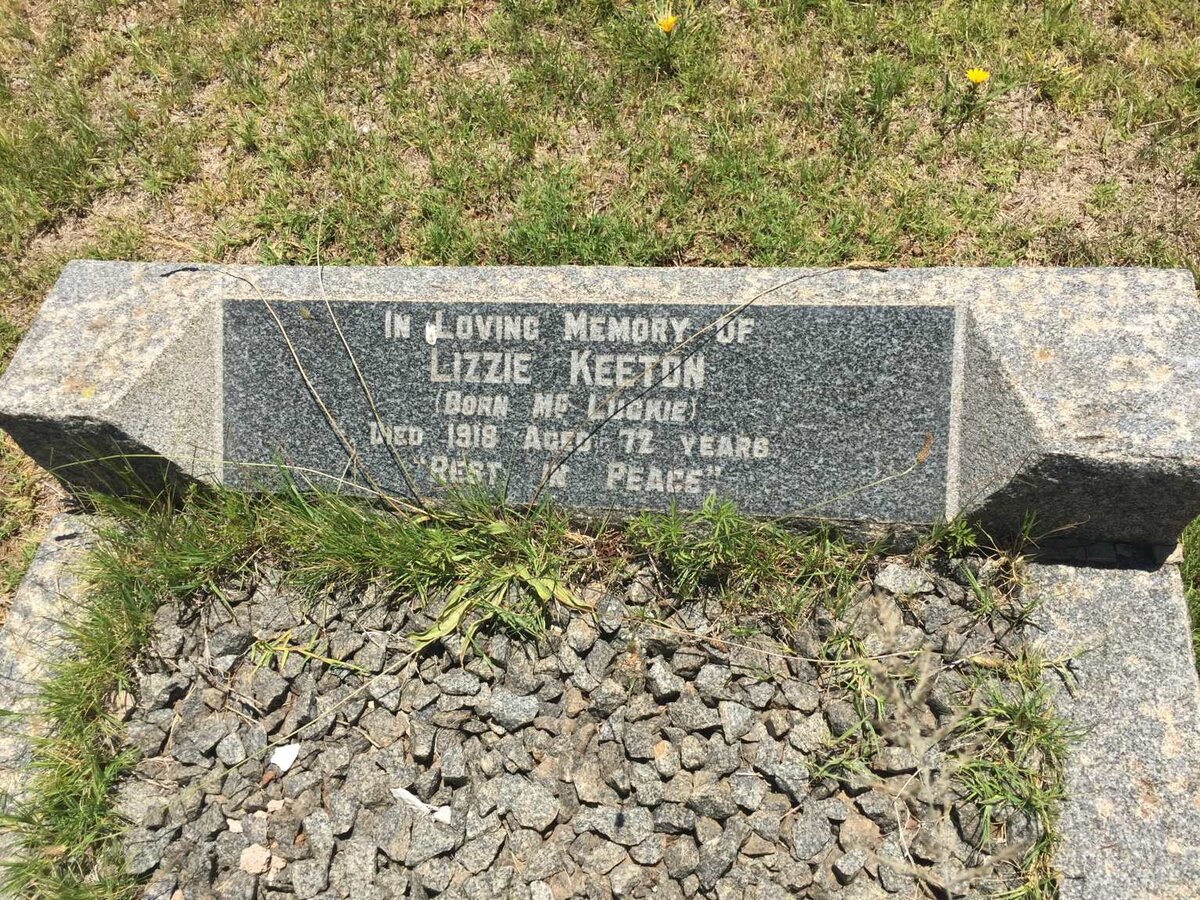 In Loving Memory of
Lizzie Keeton
(Born Mc Luckie)
Died 1918 Aged 72 years
"Rest in Peace"